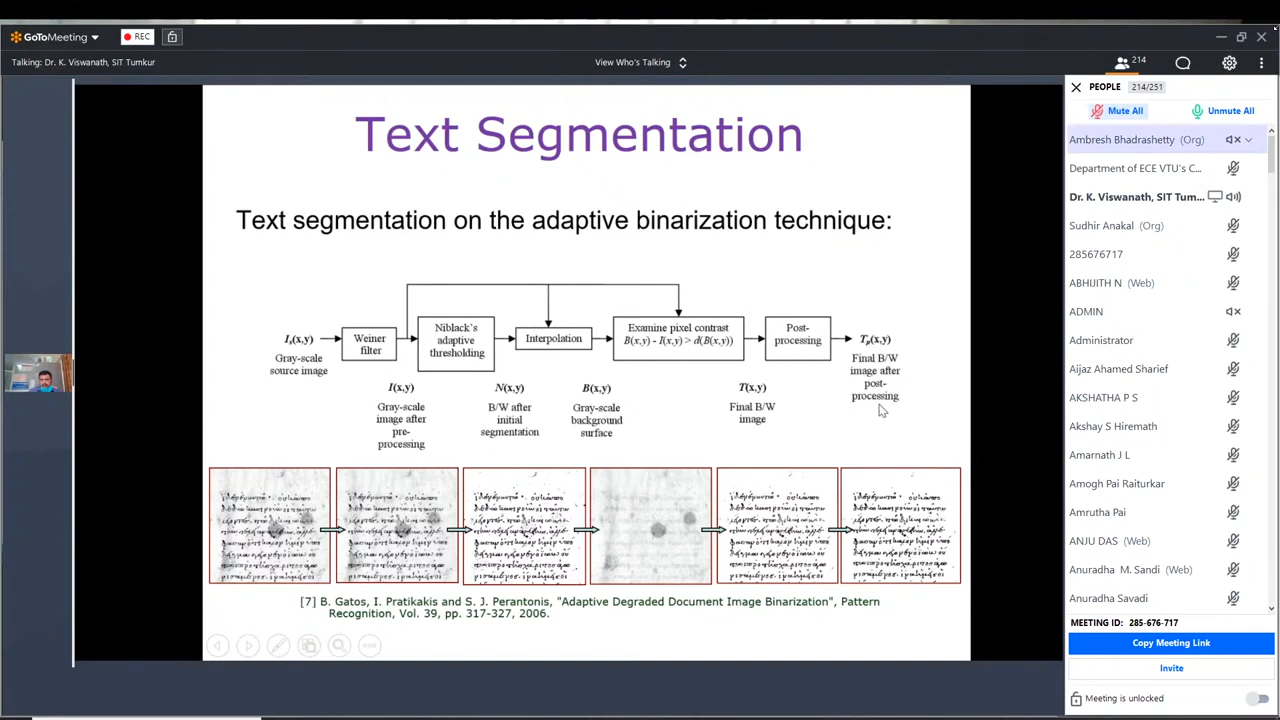 GoToMeeting
REC
Talking: Dr. K. Viswanath, SIT Tumkur
View Who's Talking
214
PEOPLE 214/251
Mute All
Unmute All
Ambresh Bhadrashetty (Org)
Department of ECE VTU's C...
Dr. K. Viswanath, SIT Tum...
Sudhir Anakal (Org)
285676717
ABHIJITH N (Web)
ADMIN
Administrator
Aijaz Ahamed Sharief
AKSHATHA P S
Akshay S Hiremath
Amarnath J L
Amogh Pai Raiturkar
Amrutha Pai
ANJU DAS (Web)
Anuradha M. Sandi (Web)
Anuradha Savadi
MEETING ID: 285-676-717
Copy Meeting Link
Invite
Meeting is unlocked
Text Segmentation
Text segmentation on the adaptive binarization technique:
Is(x,y)
Gray-scale
source image
Weiner
filter
I(x,y)
Gray-scale
image after
pre-
processing
Niblack's
adaptive
thresholding
N(x,y)
B/W after
initial
segmentation
Interpolation
B(x,y)
Gray-scale
background
surface
Examine pixel contrast
B(x,y) - I(x,y) > d(B(x,y))
T(x,y)
Final B/W
image
Post-
processing
Tp(x,y)
Final B/W
image after
post-
processing
[7] B. Gatos, I. Pratikakis and S. J. Perantonis, "Adaptive Degraded Document Image Binarization", Pattern
Recognition, Vol. 39, pp. 317-327, 2006.